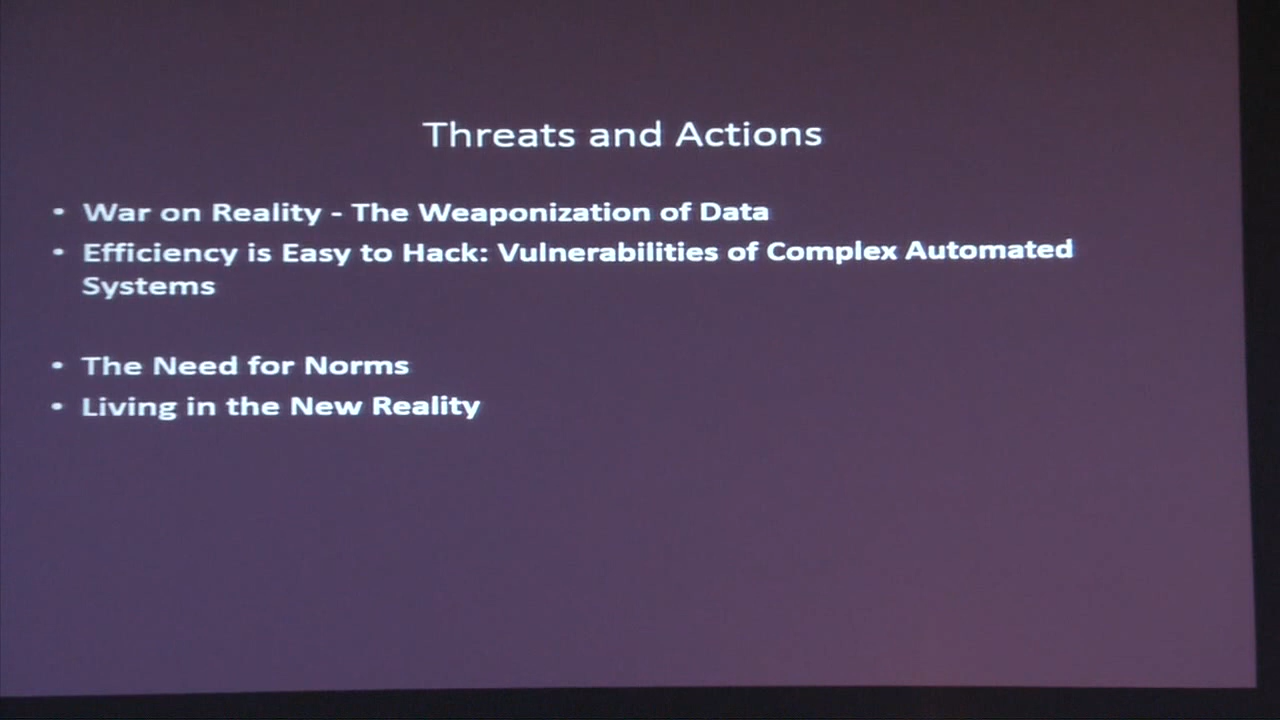 Threats and Actions
• War on Reality - The Weaponization of Data
• Efficiency is Easy to Hack: Vulnerabilities of Complex Automated
Systems
• The Need for Norms
• Living in the New Reality